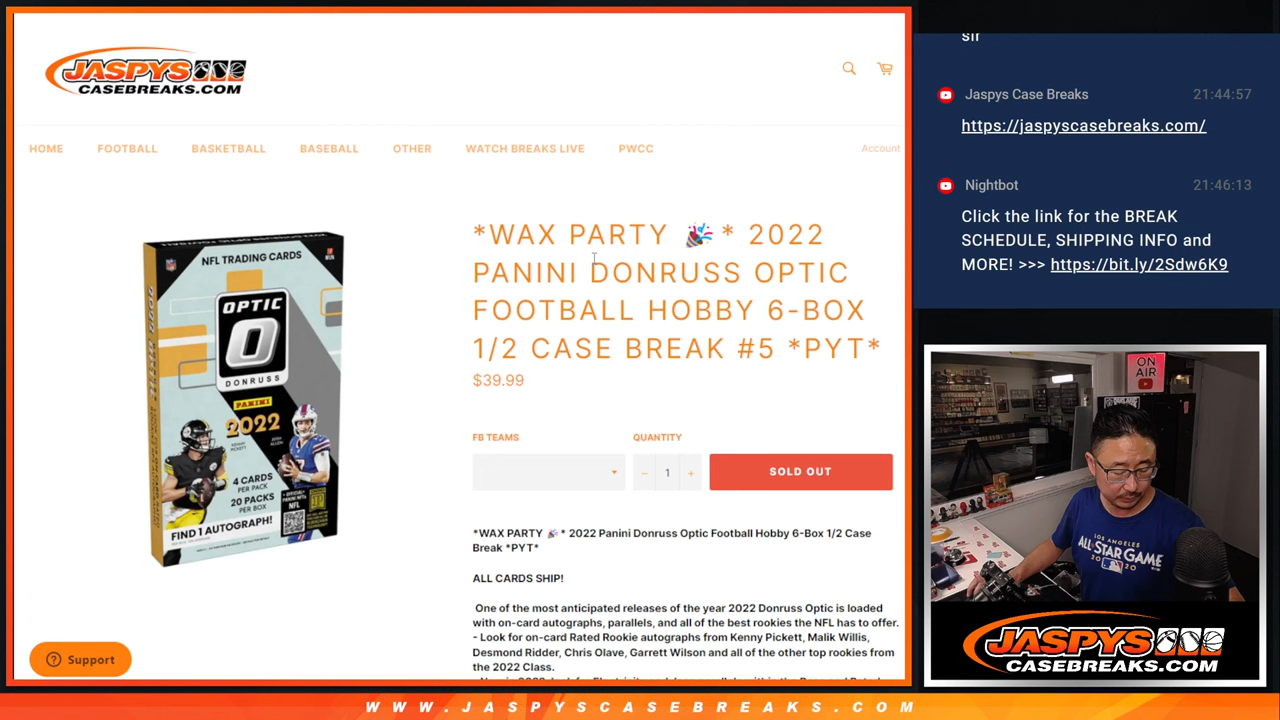 JASPYS
CASEBREAKS.COM
HOME FOOTBALL BASKETBALL BASEBALL OTHER WATCH BREAKS LIVE PWCC Account
NFL TRADING CARDS
OPTIC
DONRUSS
PANINI
2022
4 CARDS
PER PACK
20 PACKS
PER BOX
FIND 1 AUTOGRAPH!
*WAX PARTY 🎉* 2022
PANINI DONRUSS OPTIC
FOOTBALL HOBBY 6-BOX
1/2 CASE BREAK #5 *PYT*
$39.99
FB TEAMS QUANTITY
− 1 + SOLD OUT
*WAX PARTY 🎉* 2022 Panini Donruss Optic Football Hobby 6-Box 1/2 Case
Break *PYT*
ALL CARDS SHIP!
One of the most anticipated releases of the year 2022 Donruss Optic is loaded
with on-card autographs, parallels, and all of the best rookies the NFL has to offer.
- Look for on-card Rated Rookie autographs from Kenny Pickett, Malik Willis,
Desmond Ridder, Chris Olave, Garrett Wilson and all of the other top rookies from
the 2022 Class.
Support
sir
Jaspys Case Breaks 21:44:57
https://jaspyscasebreaks.com/
Nightbot 21:46:13
Click the link for the BREAK
SCHEDULE, SHIPPING INFO and
MORE! >>> https://bit.ly/2Sdw6K9
ON
AIR
LOS ANGELES
ALL-STAR GAME
2020
JASPYS
CASEBREAKS.COM
WWW.JASPYSCASEBREAKS.COM